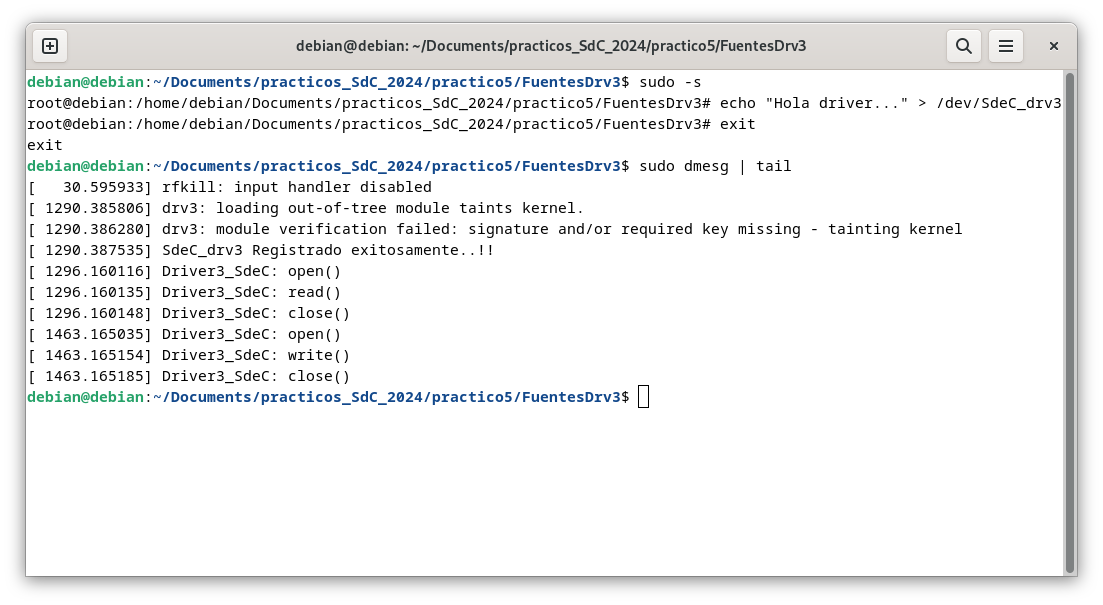 debian@debian: ~/Documents/practicos_SdC_2024/practico5/FuentesDrv3
debian@debian:~/Documents/practicos_SdC_2024/practico5/FuentesDrv3$ sudo -s
root@debian:/home/debian/Documents/practicos_SdC_2024/practico5/FuentesDrv3# echo "Hola driver..." > /dev/SdeC_drv3
root@debian:/home/debian/Documents/practicos_SdC_2024/practico5/FuentesDrv3# exit
exit
debian@debian:~/Documents/practicos_SdC_2024/practico5/FuentesDrv3$ sudo dmesg | tail
[   30.595933] rfkill: input handler disabled
[ 1290.385806] drv3: loading out-of-tree module taints kernel.
[ 1290.386280] drv3: module verification failed: signature and/or required key missing - tainting kernel
[ 1290.387535] SdeC_drv3 Registrado exitosamente..!!
[ 1296.160116] Driver3_SdeC: open()
[ 1296.160135] Driver3_SdeC: read()
[ 1296.160148] Driver3_SdeC: close()
[ 1463.165035] Driver3_SdeC: open()
[ 1463.165154] Driver3_SdeC: write()
[ 1463.165185] Driver3_SdeC: close()
debian@debian:~/Documents/practicos_SdC_2024/practico5/FuentesDrv3$